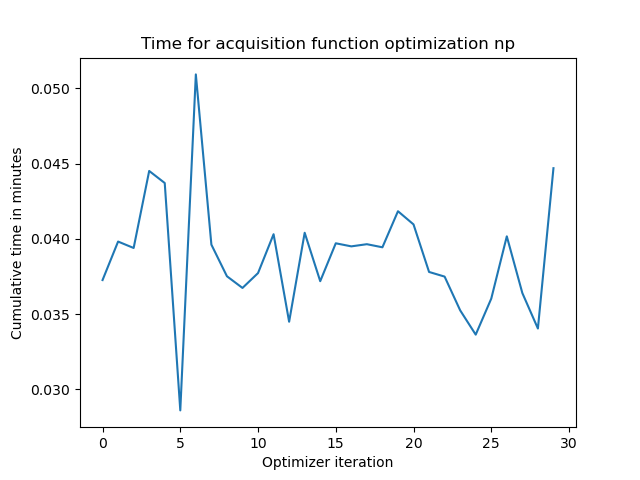 Time for acquisition function optimization np
Cumulative time in minutes
0.050
0.045
0.040
0.035
0.030
0 5 10 15 20 25 30
Optimizer iteration